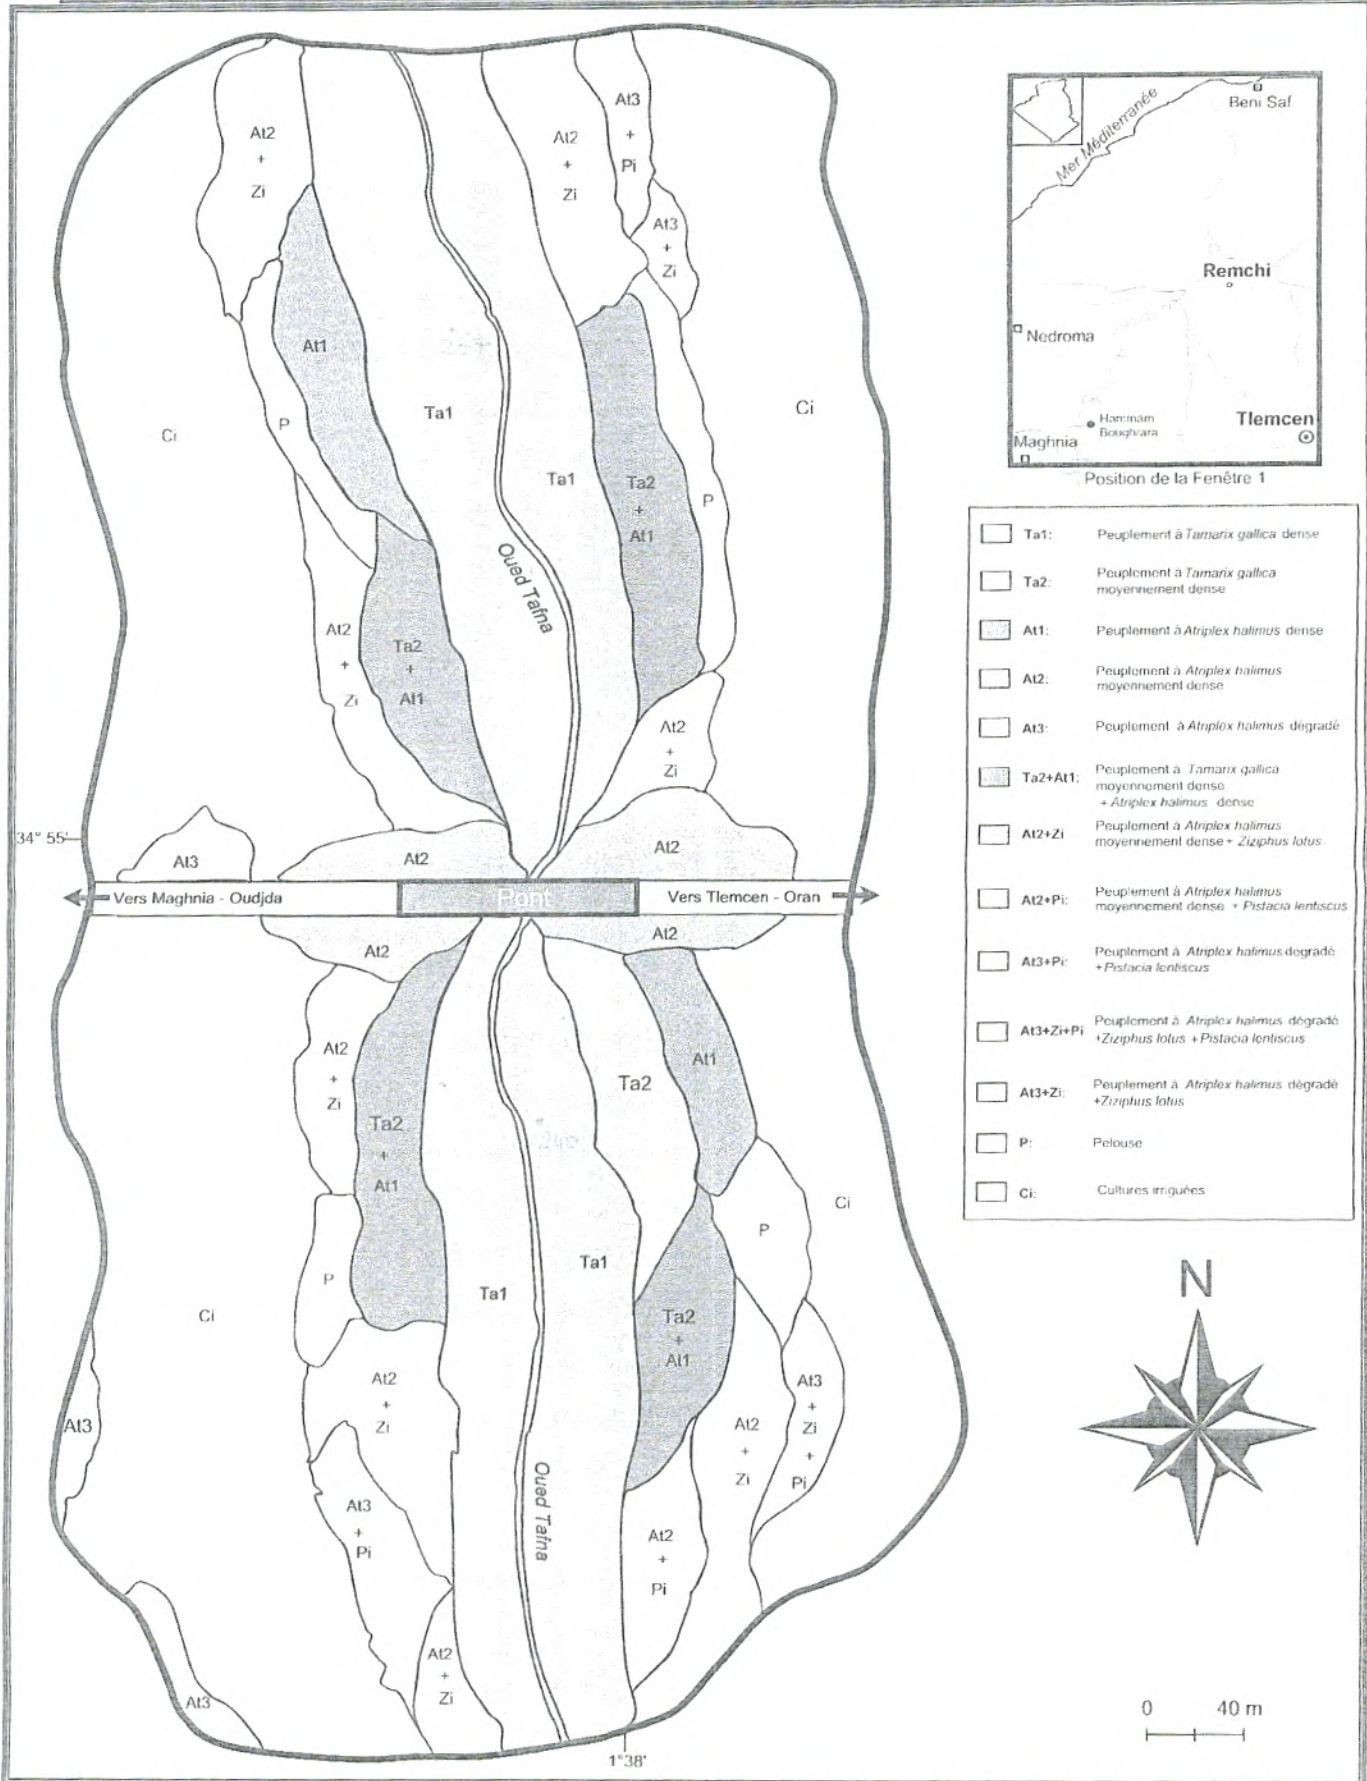 At2
+
Zi
At2
+
Zi
At3
+
Pi
At3
+
Zi
At1
Ta1
Ci
P
Ta1
Ta2
+
At1
P
Ci
Oued Tafna
At2
+
Zi
Ta2
+
At1
At2
+
Zi
34° 55'
At3
At2
At2
Vers Maghnia - Oudjda
Pont
Vers Tlemcen - Oran
At2
At2
At2
+
Zi
Ta2
+
At1
Ta2
At1
P
Ci
P
Ci
Ta1
Ta1
Ta2
+
At1
At2
+
Zi
At3
At3
+
Pi
At2
+
Zi
At3
+
Zi
+
Pi
Oued Tafna
At2
+
Pi
At2
+
Zi
At3
1°38'
Mer Méditerranée
Beni Saf
Remchi
Nedroma
Hammam
Boughrara
Tlemcen
Maghnia
Position de la Fenêtre 1
Ta1: Peuplement à Tamarix gallica dense
Ta2: Peuplement à Tamarix gallica
moyennement dense
At1: Peuplement à Atriplex halimus dense
At2: Peuplement à Atriplex halimus
moyennement dense
At3: Peuplement à Atriplex halimus dégradé
Ta2+At1: Peuplement à Tamarix gallica
moyennement dense
+ Atriplex halimus dense
At2+Zi Peuplement à Atriplex halimus
moyennement dense + Ziziphus lotus
At2+Pi: Peuplement à Atriplex halimus
moyennement dense + Pistacia lentiscus
At3+Pi: Peuplement à Atriplex halimus dégradé
+Pistacia lentiscus
At3+Zi+Pi Peuplement à Atriplex halimus dégradé
+Ziziphus lotus +Pistacia lentiscus
At3+Zi: Peuplement à Atriplex halimus dégradé
+Ziziphus lotus
P: Pelouse
Ci: Cultures irriguées
N
0 40 m